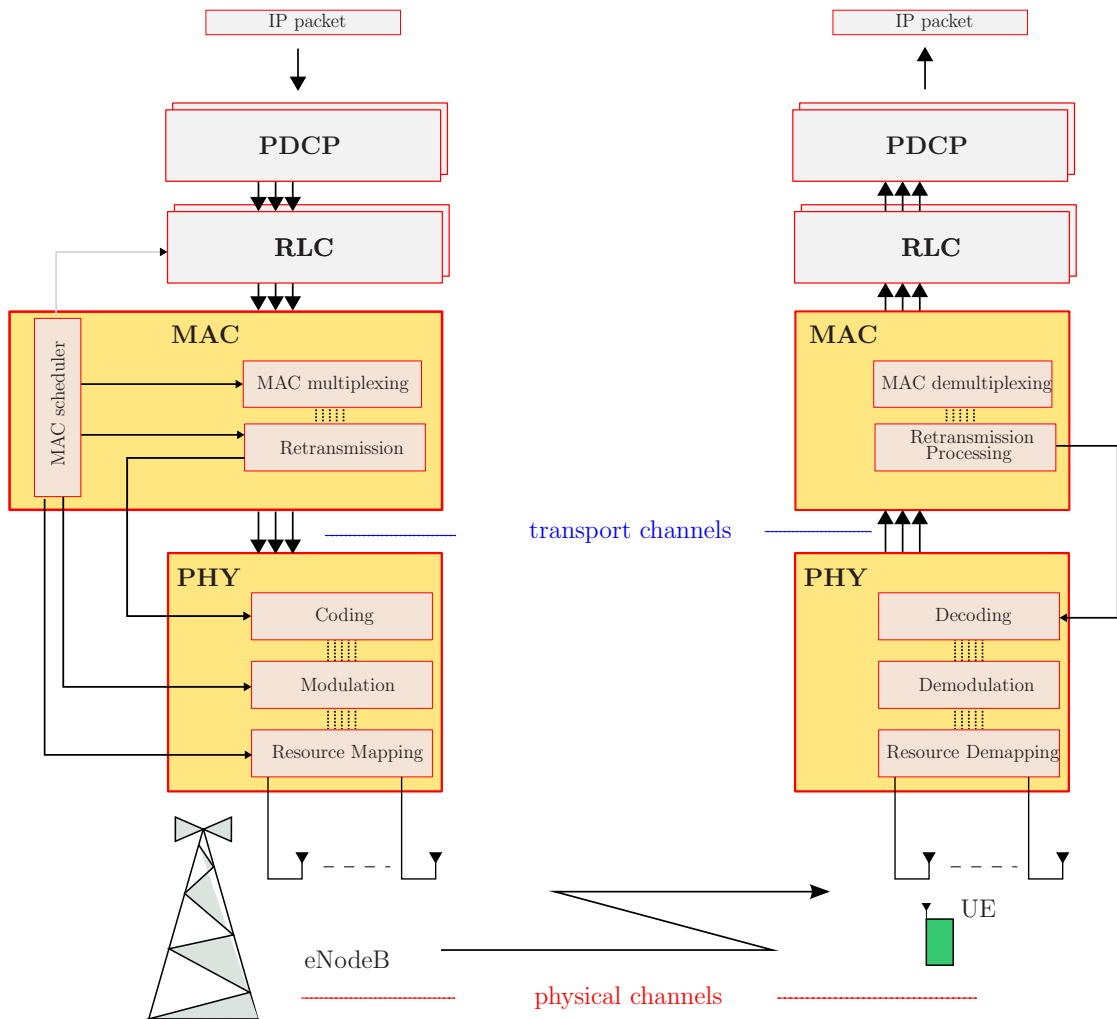 IP packet
IP packet
PDCP
PDCP
RLC
RLC
MAC
MAC
MAC scheduler
MAC multiplexing
MAC demultiplexing
Retransmission
Retransmission
Processing
transport channels
PHY
PHY
Coding
Decoding
Modulation
Demodulation
Resource Mapping
Resource Demapping
UE
eNodeB
physical channels